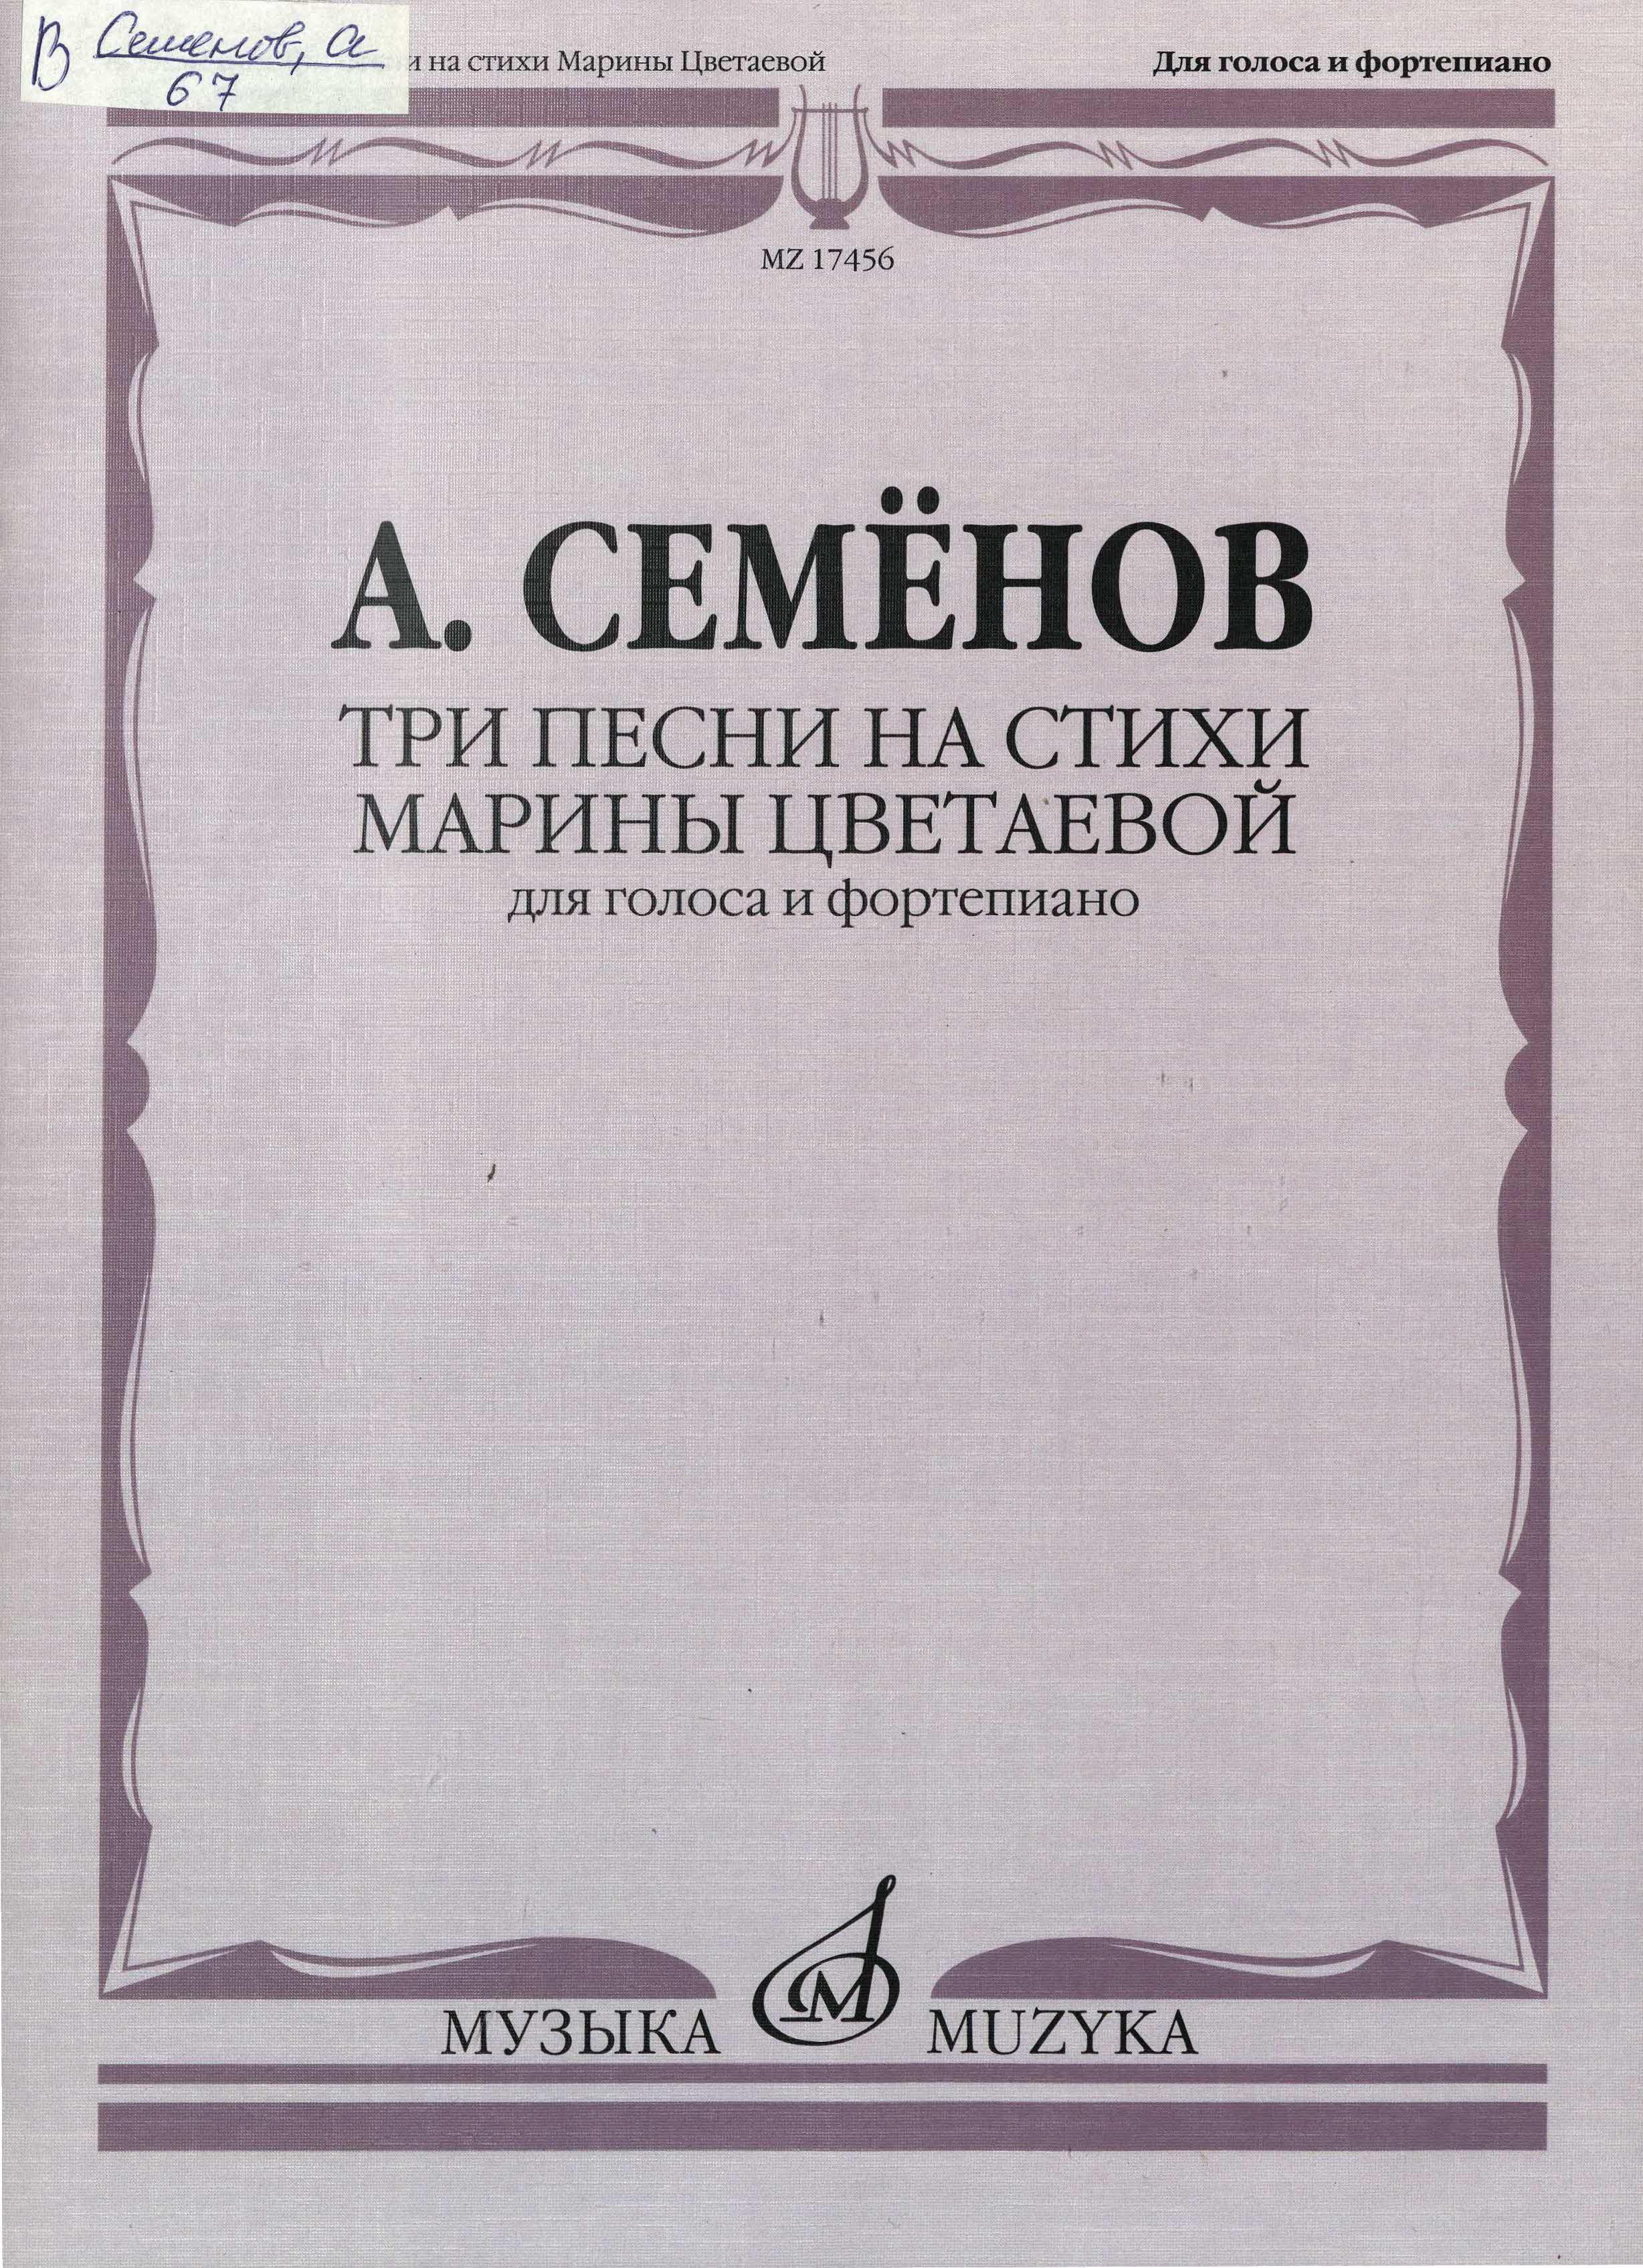 В Семенов, А
67
и на стихи Марины Цветаевой
Для голоса и фортепиано
MZ 17456
А. СЕМЁНОВ
ТРИ ПЕСНИ НА СТИХИ
МАРИНЫ ЦВЕТАЕВОЙ
для голоса и фортепиано
М
МУЗЫКА MUZYKA